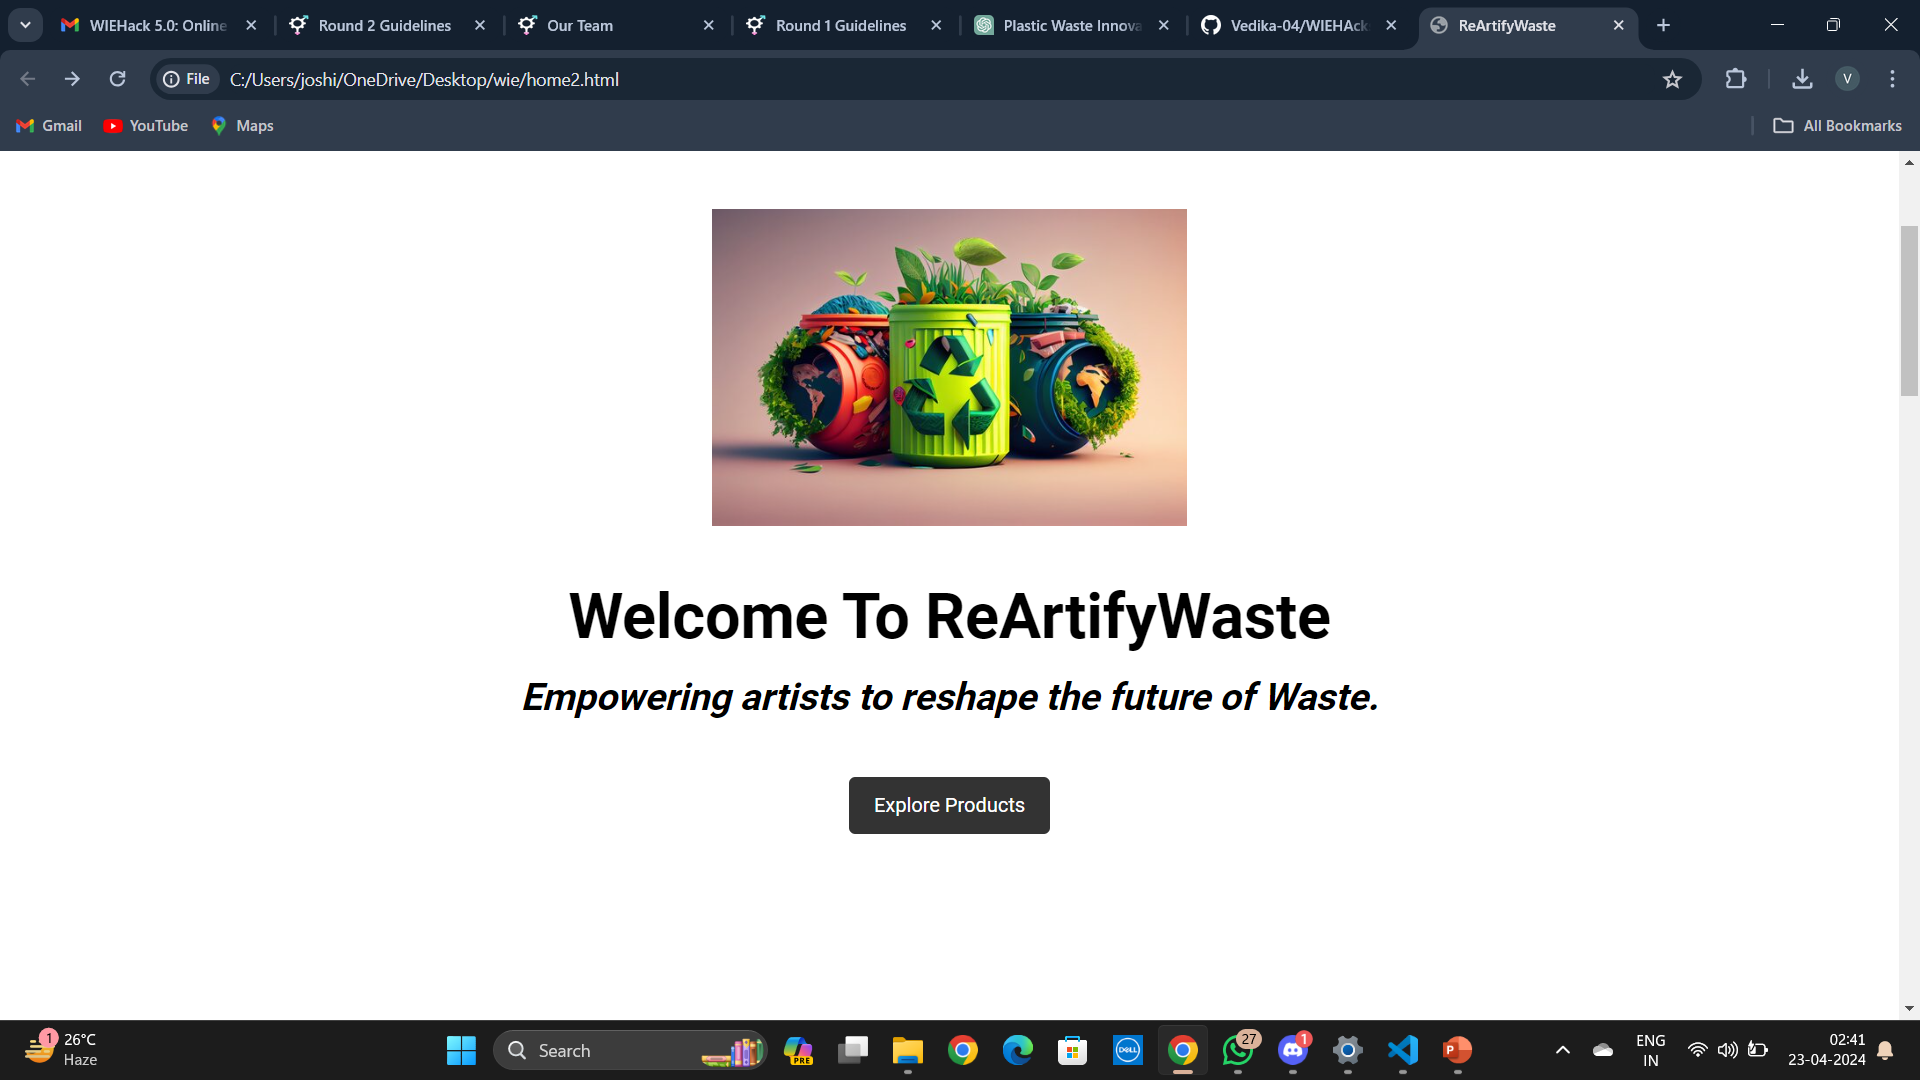 WIEHack 5.0: Online
Round 2 Guidelines
Our Team
Round 1 Guidelines
Plastic Waste Innova
Vedika-04/WIEHAck
ReArtifyWaste
File
C:/Users/joshi/OneDrive/Desktop/wie/home2.html
V
Gmail
YouTube
Maps
All Bookmarks
Welcome To ReArtifyWaste
Empowering artists to reshape the future of Waste.
Explore Products
1
26°C
Haze
Search
PRE
DELL
27
1
P
ENG
IN
02:41
23-04-2024